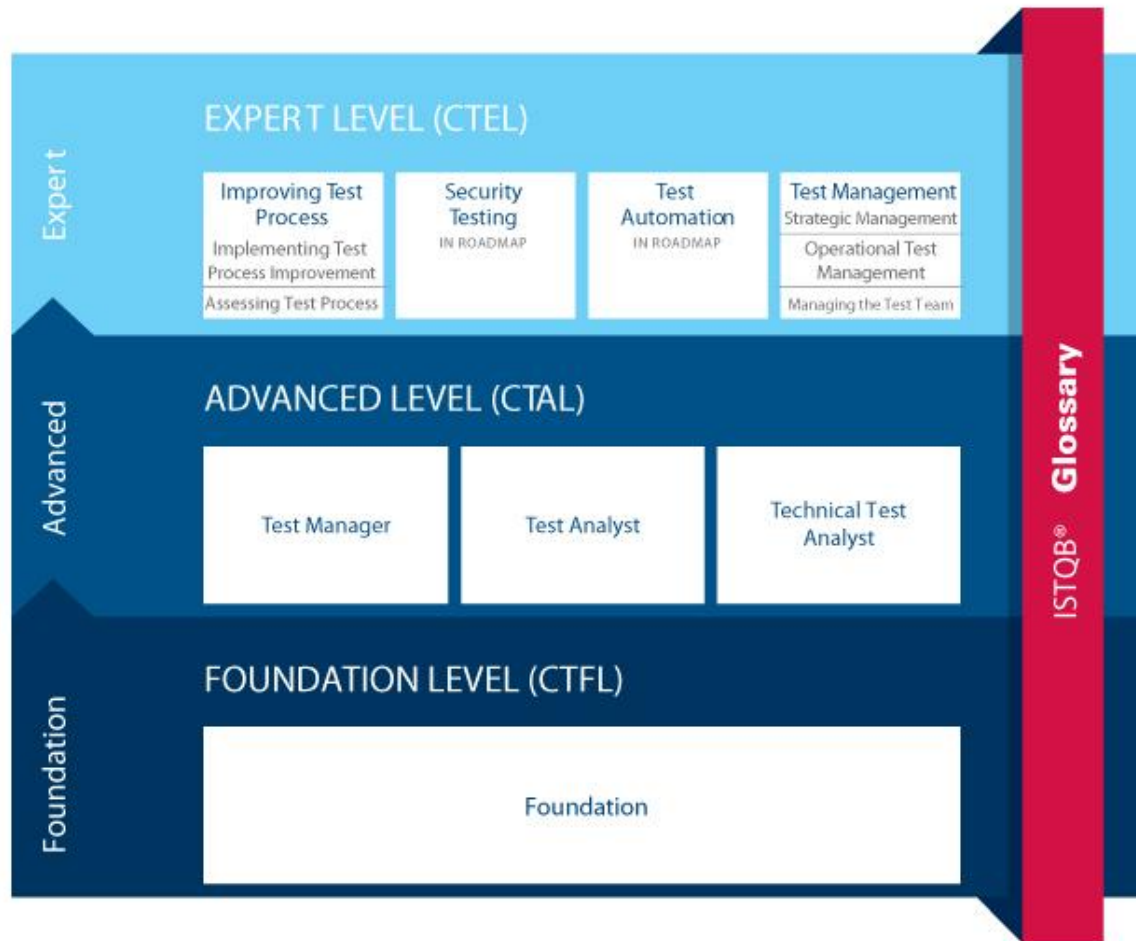 Expert
EXPERT LEVEL (CTEL)
Improving Test
Process
Implementing Test
Process Improvement
Assessing Test Process
Security
Testing
IN ROADMAP
Test
Automation
IN ROADMAP
Test Management
Strategic Management
Operational Test
Management
Managing the Test Team
Advanced
ADVANCED LEVEL (CTAL)
Test Manager
Test Analyst
Technical Test
Analyst
Foundation
FOUNDATION LEVEL (CTFL)
Foundation
ISTQB® Glossary